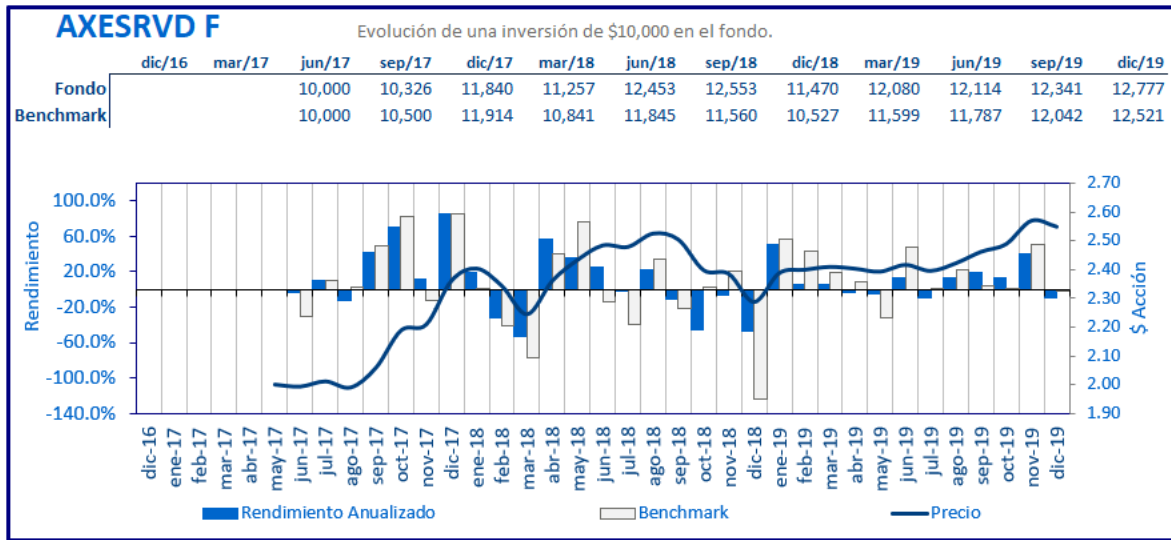 AXESRVD F
Evolución de una inversión de $10,000 en el fondo.
dic/16 mar/17 jun/17 sep/17 dic/17 mar/18 jun/18 sep/18 dic/18 mar/19 jun/19 sep/19 dic/19
Fondo 10,000 10,326 11,840 11,257 12,453 12,553 11,470 12,080 12,114 12,341 12,777
Benchmark 10,000 10,500 11,914 10,841 11,845 11,560 10,527 11,599 11,787 12,042 12,521
Rendimiento
100.0%
60.0%
20.0%
-20.0%
-60.0%
-100.0%
-140.0%
2.70
2.60
2.50
2.40
2.30
2.20
2.10
2.00
1.90
$ Acción
dic-16 ene-17 feb-17 mar-17 abr-17 may-17 jun-17 jul-17 ago-17 sep-17 oct-17 nov-17 dic-17 ene-18 feb-18 mar-18 abr-18 may-18 jun-18 jul-18 ago-18 sep-18 oct-18 nov-18 dic-18 ene-19 feb-19 mar-19 abr-19 may-19 jun-19 jul-19 ago-19 sep-19 oct-19 nov-19 dic-19
Rendimiento Anualizado Benchmark Precio